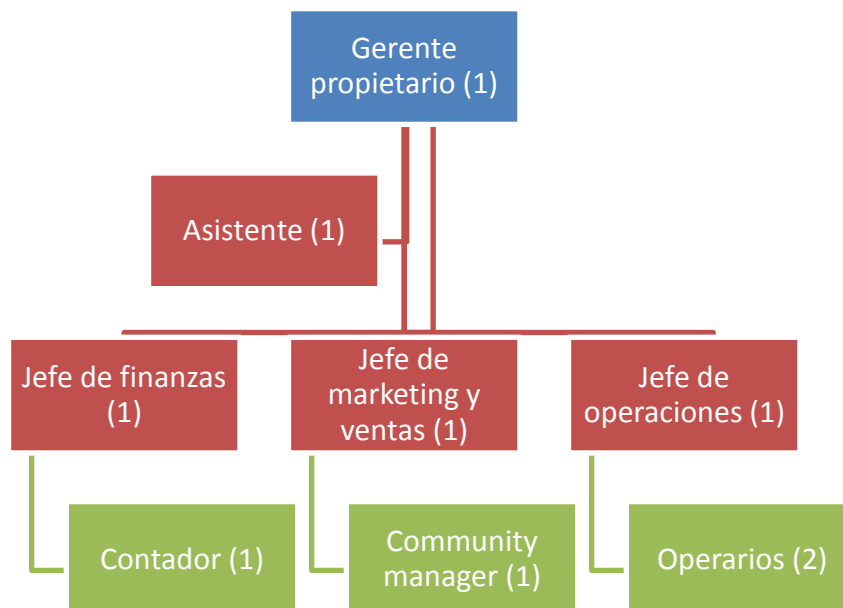 Gerente
propietario (1)
Asistente (1)
Jefe de finanzas
(1)
Jefe de
marketing y
ventas (1)
Jefe de
operaciones (1)
Contador (1)
Community
manager (1)
Operarios (2)